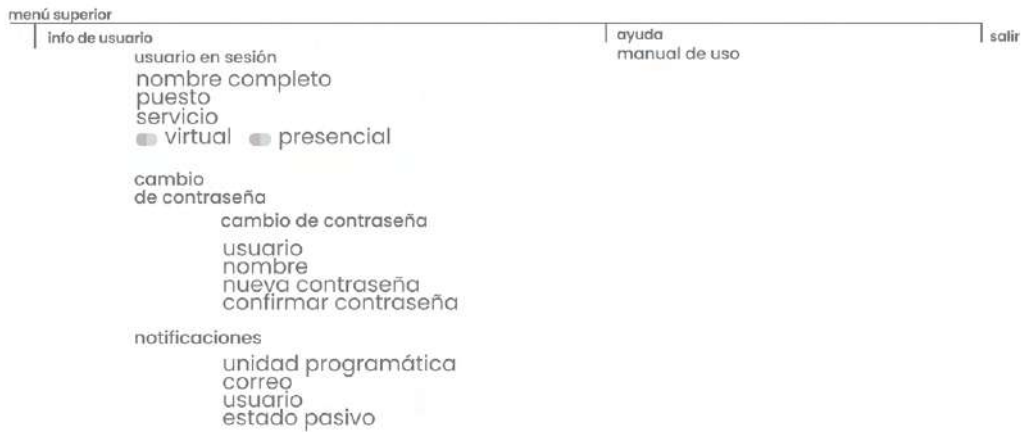 menú superior
info de usuario
usuario en sesión
nombre completo
puesto
servicio
virtual presencial
cambio
de contraseña
cambio de contraseña
usuario
nombre
nueva contraseña
confirmar contraseña
notificaciones
unidad programática
correo
usuario
estado pasivo
ayuda
manual de uso
salir